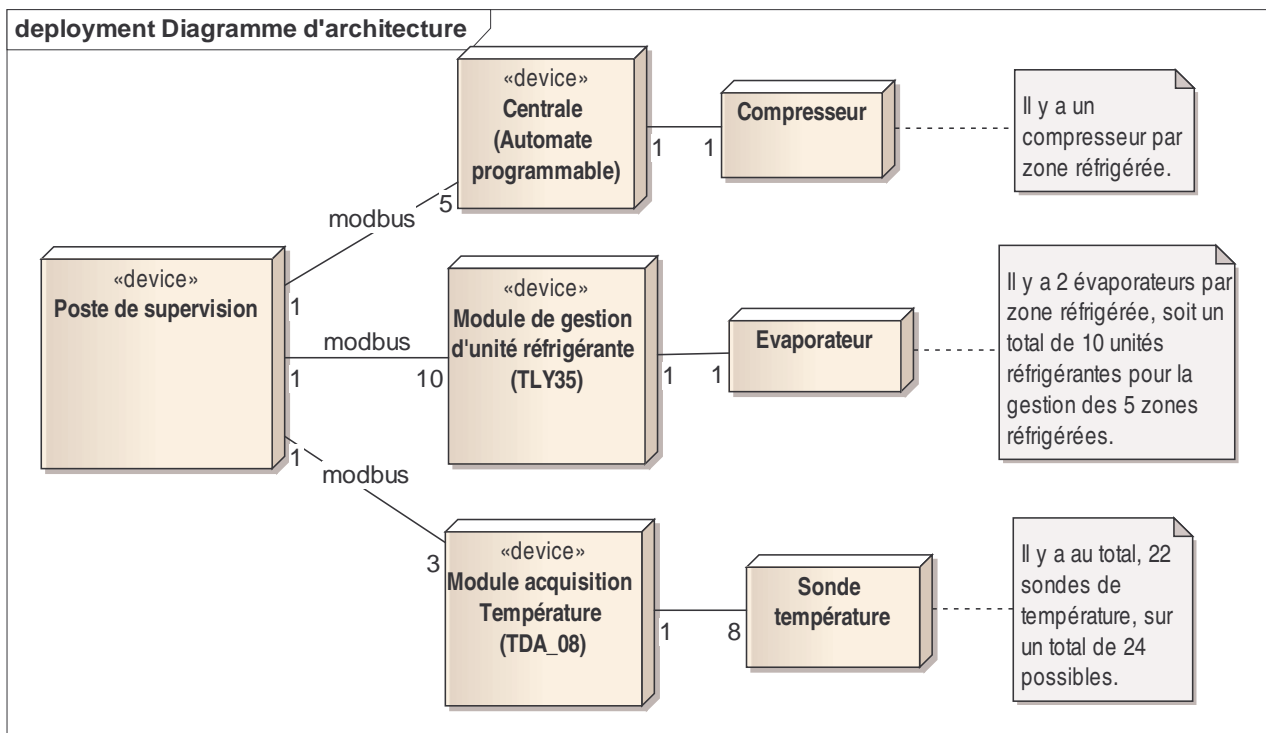 deployment Diagramme d'architecture
«device»
Centrale
(Automate
programmable)
1
1
Compresseur
Il y a un
compresseur par
zone réfrigérée.
5
modbus
«device»
Poste de supervision
1
modbus
1
10
«device»
Module de gestion
d'unité réfrigérante
(TLY35)
1
1
Evaporateur
Il y a 2 évaporateurs par
zone réfrigérée, soit un
total de 10 unités
réfrigérantes pour la
gestion des 5 zones
réfrigérées.
1
modbus
3
«device»
Module acquisition
Température
(TDA_08)
1
8
Sonde
température
Il y a au total, 22
sondes de
température, sur
un total de 24
possibles.